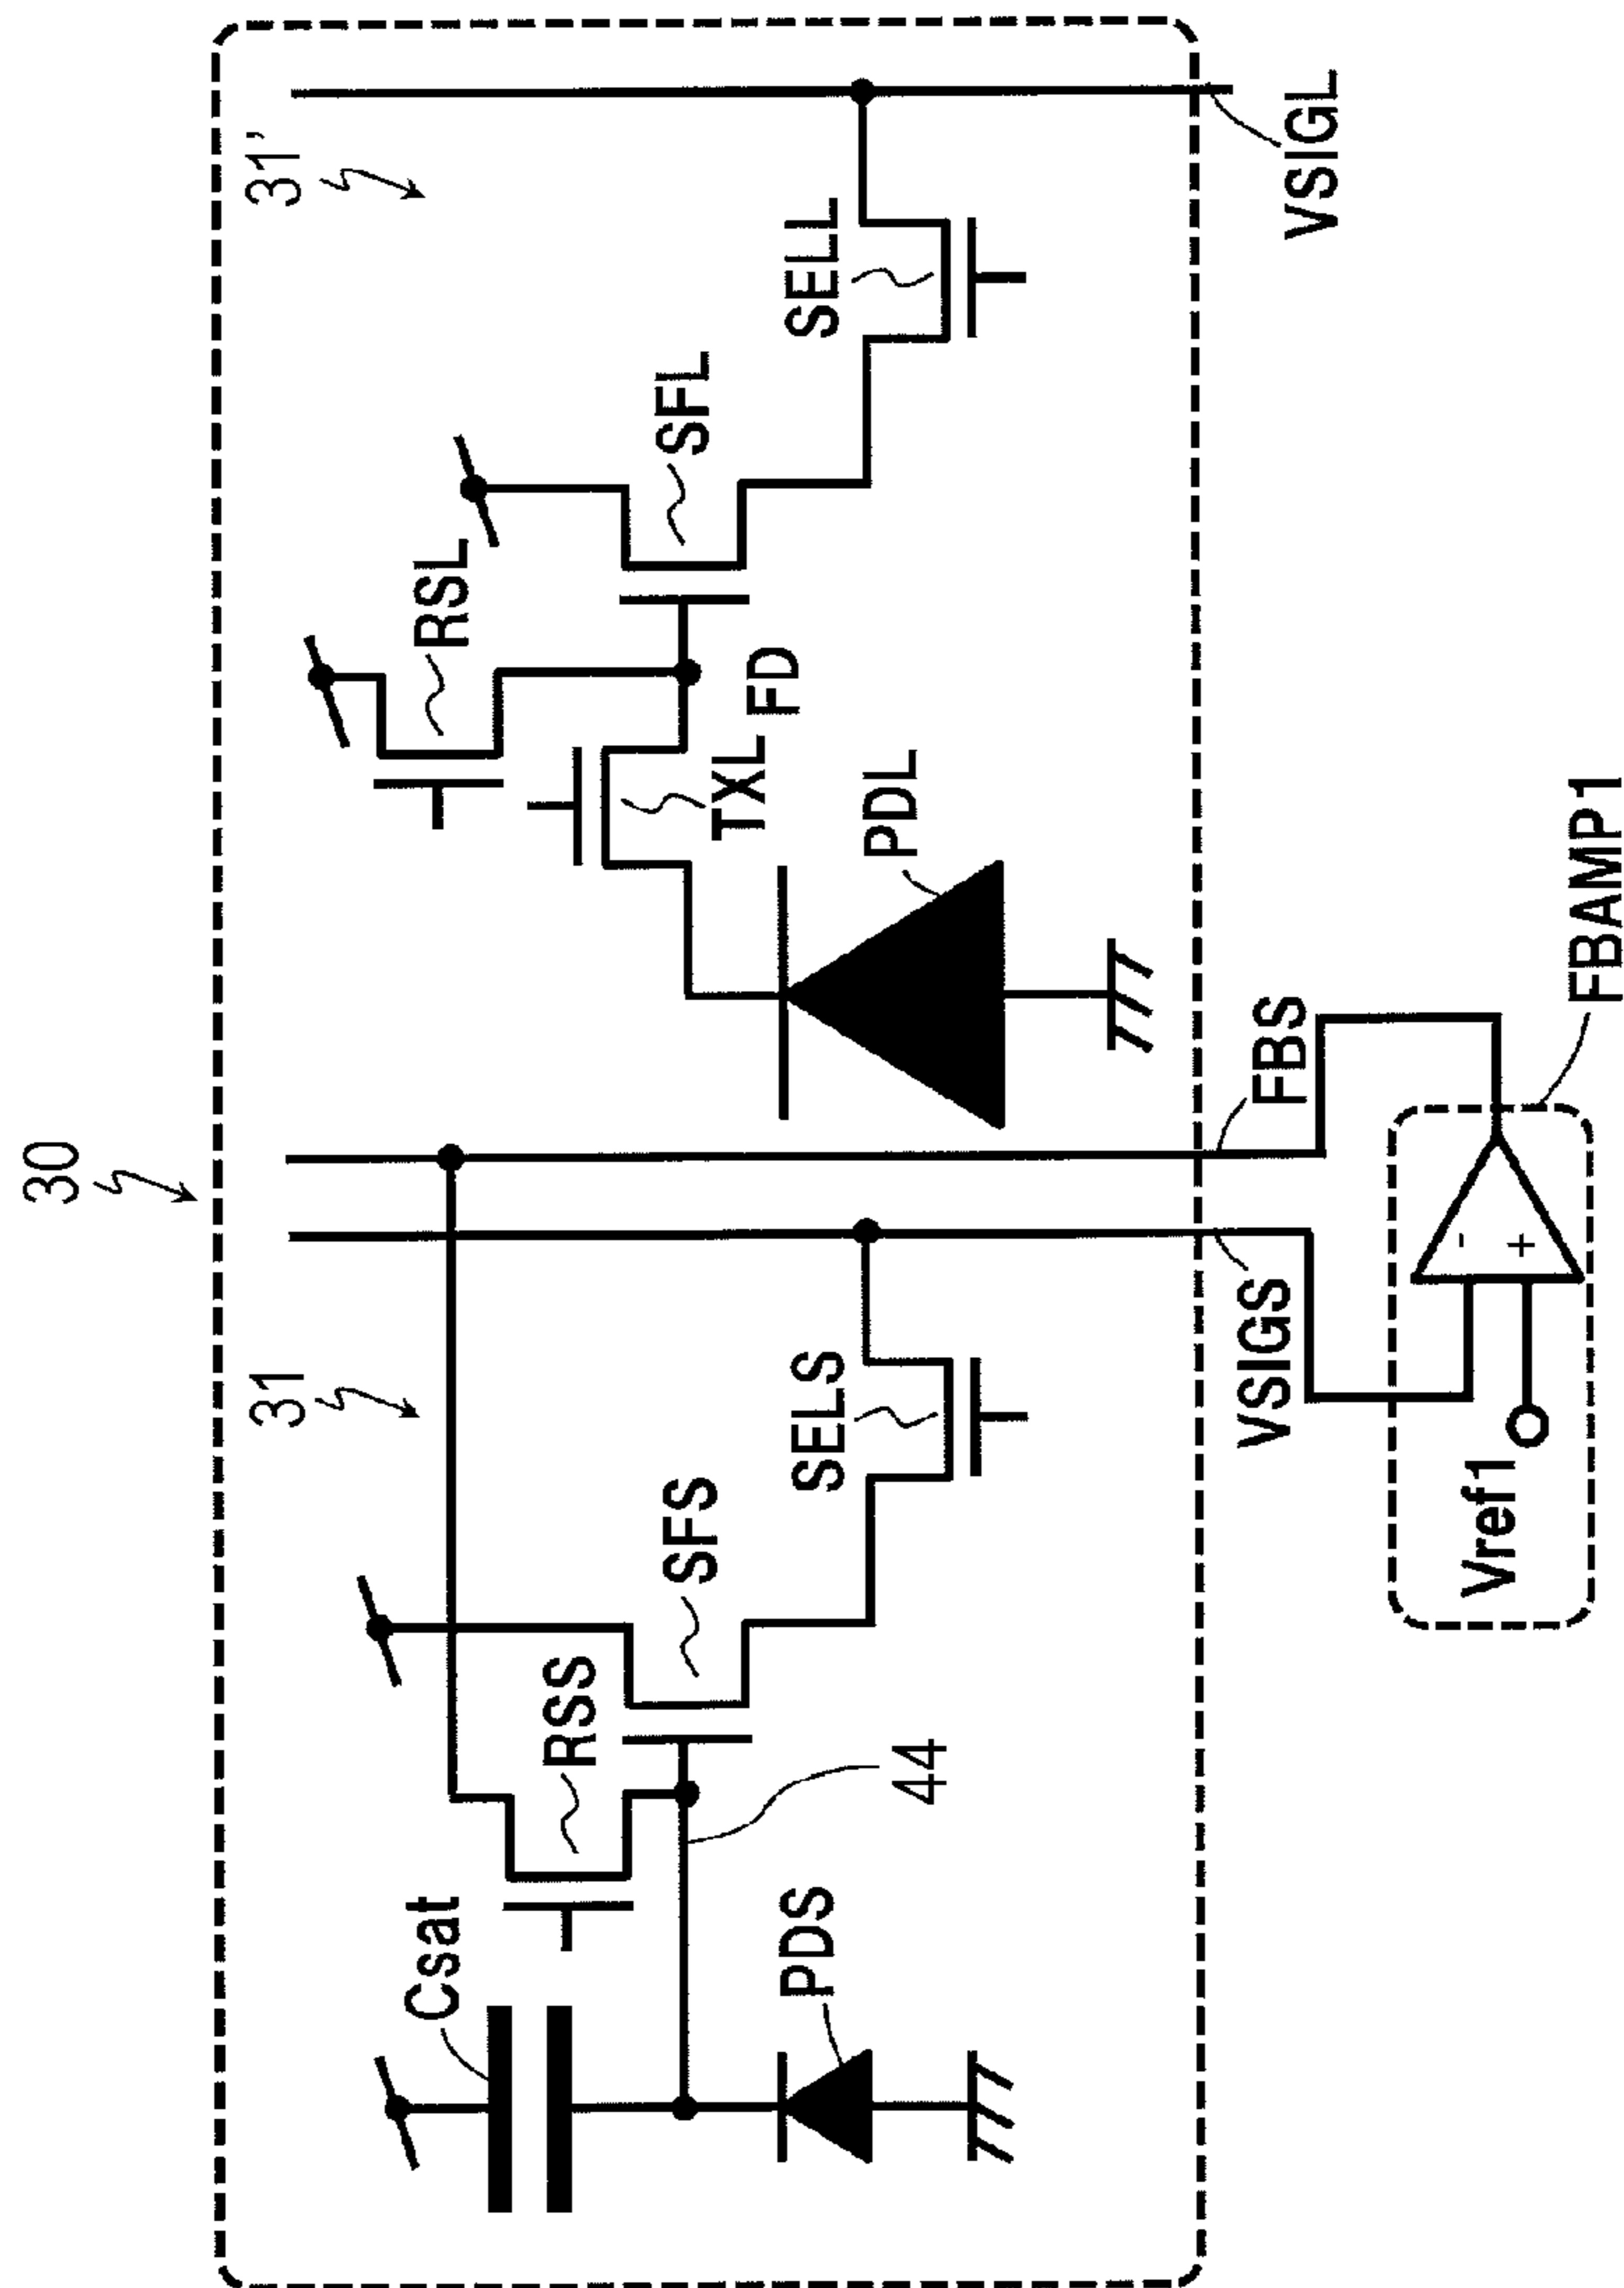 30
31
31'
Csat
RSS
SFS
SELS
PDS
44
RSL
SFL
SELL
TXL
FD
PDL
VSIGS
FBS
VSIGL
Vref1
-
+
FBAMP1